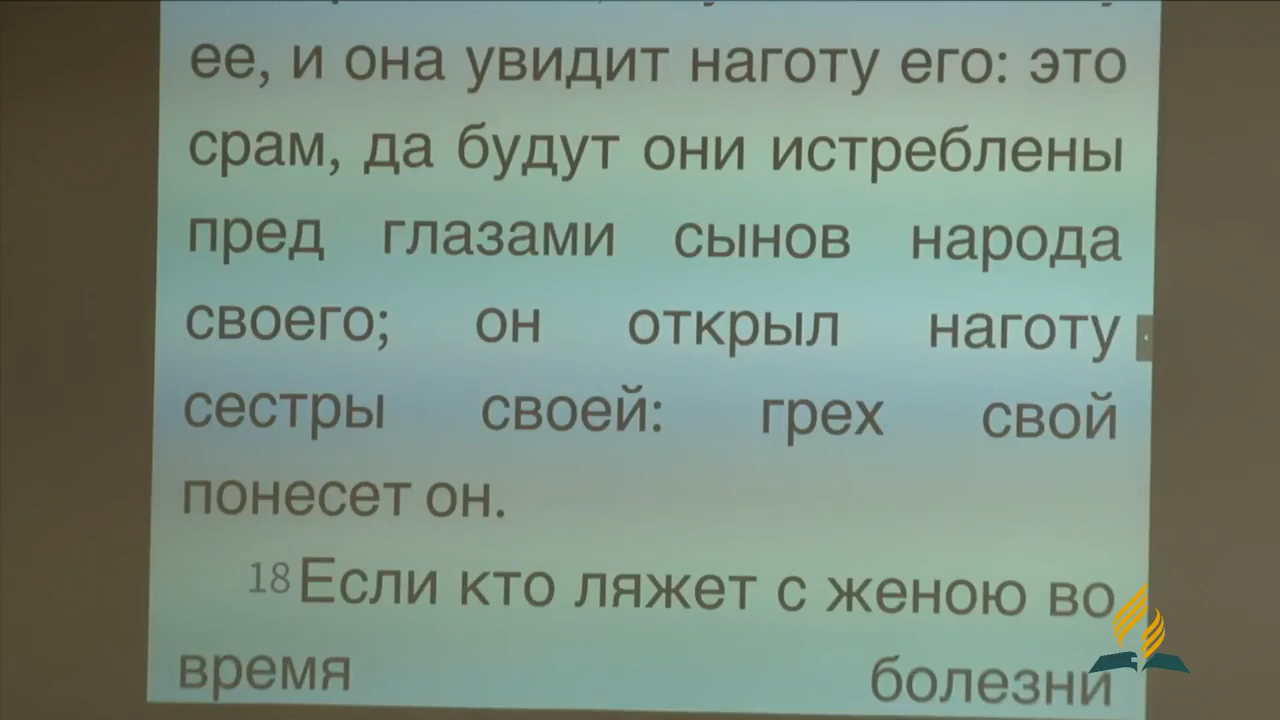 ее, и она увидит наготу его: это
срам, да будут они истреблены
пред глазами сынов народа
своего; он открыл наготу
сестры своей: грех свой
понесет он.
18 Если кто ляжет с женою во
время болезни